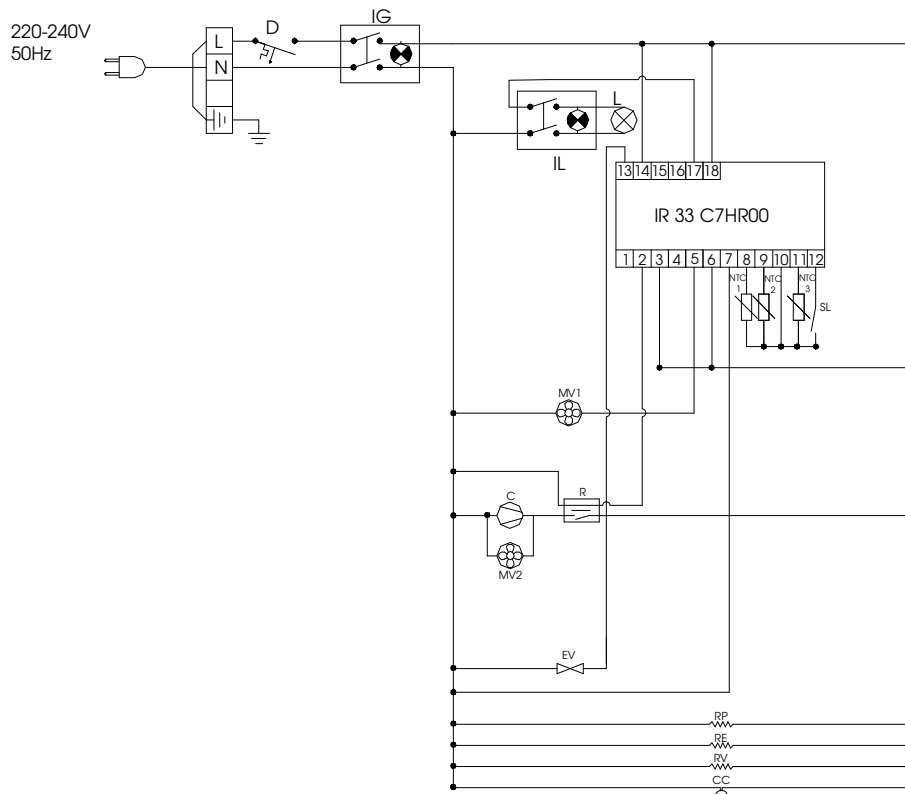 220-240V
50Hz
L
N
D
IG
IL
L
13 14 15 16 17 18
IR 33 C7HR00
1 2 3 4 5 6 7 8 9 10 11 12
NTC
1
NTC
2
NTC
3
SL
MV1
C
R
MV2
EV
RP
RE
RV
CC